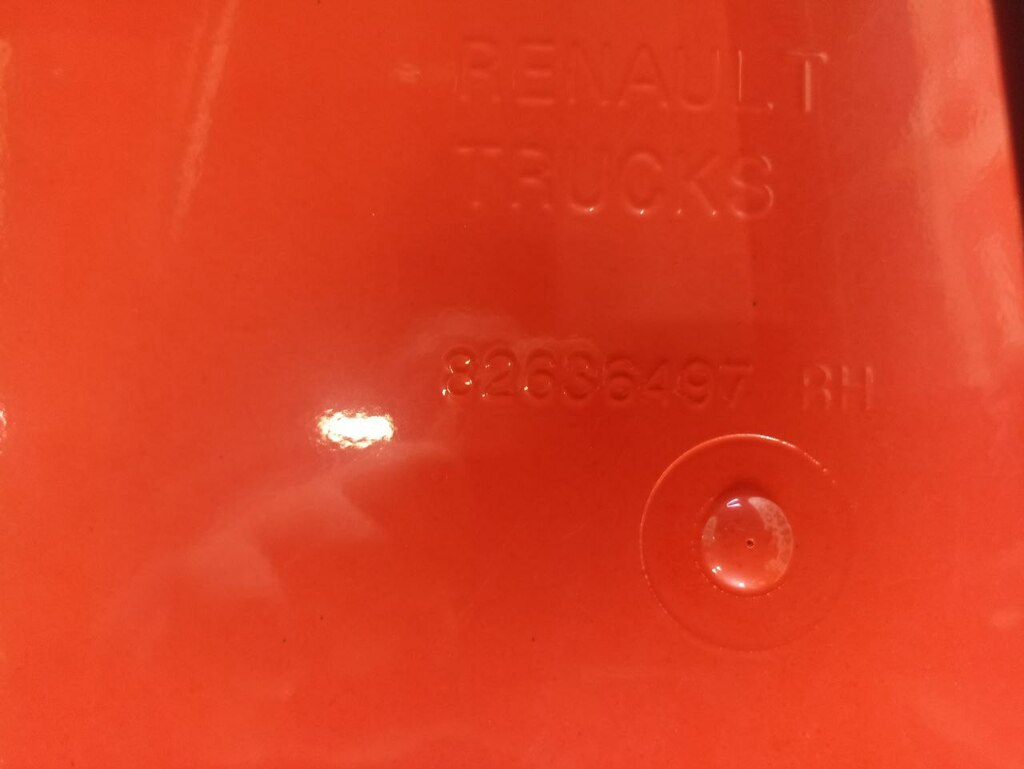 RENAULT
TRUCKS
82636497 RH